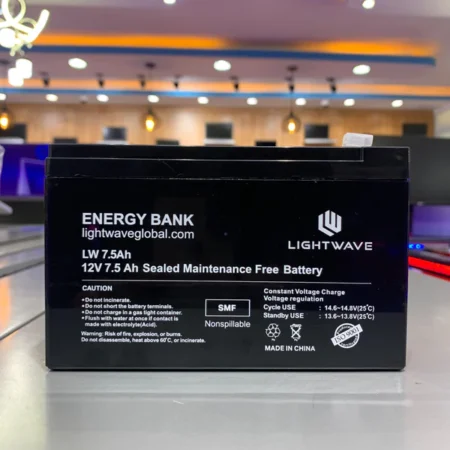 ENERGY BANK
lightwaveglobal.com
LIGHTWAVE
LW 7.5Ah
12V 7.5 Ah Sealed Maintenance Free Battery
CAUTION
•Do not incinerate.
•Do not short the battery terminals.
•Do not charge in a gas tight container.
•Flush with water at once if contact is
made with electrolyte(Acid).
Warning: Risk of fire, explosion, or burns.
Do not disassemble, heat above 60°C, or incinerate.
SMF
Nonspillable
Constant Voltage Charge
Voltage regulation
Cycle USE : 14.6~14.8V(25°C)
Standby USE : 13.6~13.8V(25°C)
Pb
MADE IN CHINA